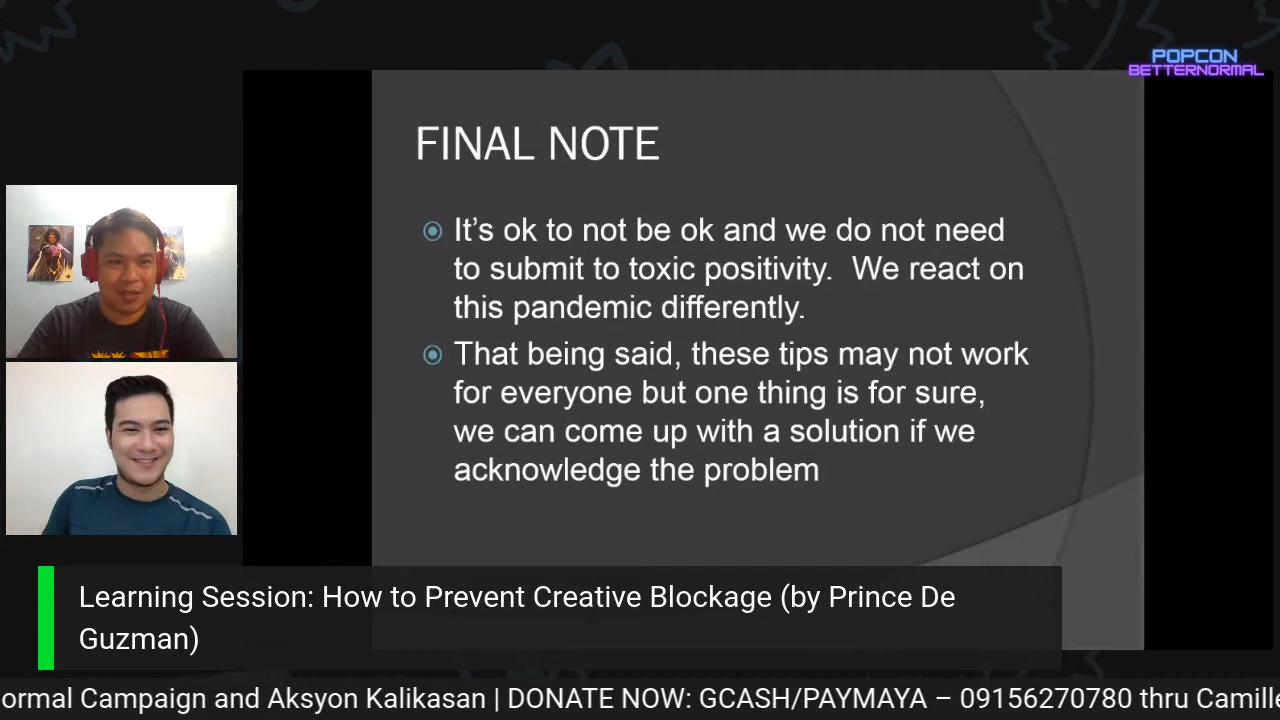 POPCON
BETTERNORMAL
FINAL NOTE
It’s ok to not be ok and we do not need
to submit to toxic positivity.  We react on
this pandemic differently.
That being said, these tips may not work
for everyone but one thing is for sure,
we can come up with a solution if we
acknowledge the problem
Learning Session: How to Prevent Creative Blockage (by Prince De
Guzman)
ormal Campaign and Aksyon Kalikasan | DONATE NOW: GCASH/PAYMAYA – 09156270780 thru Camille